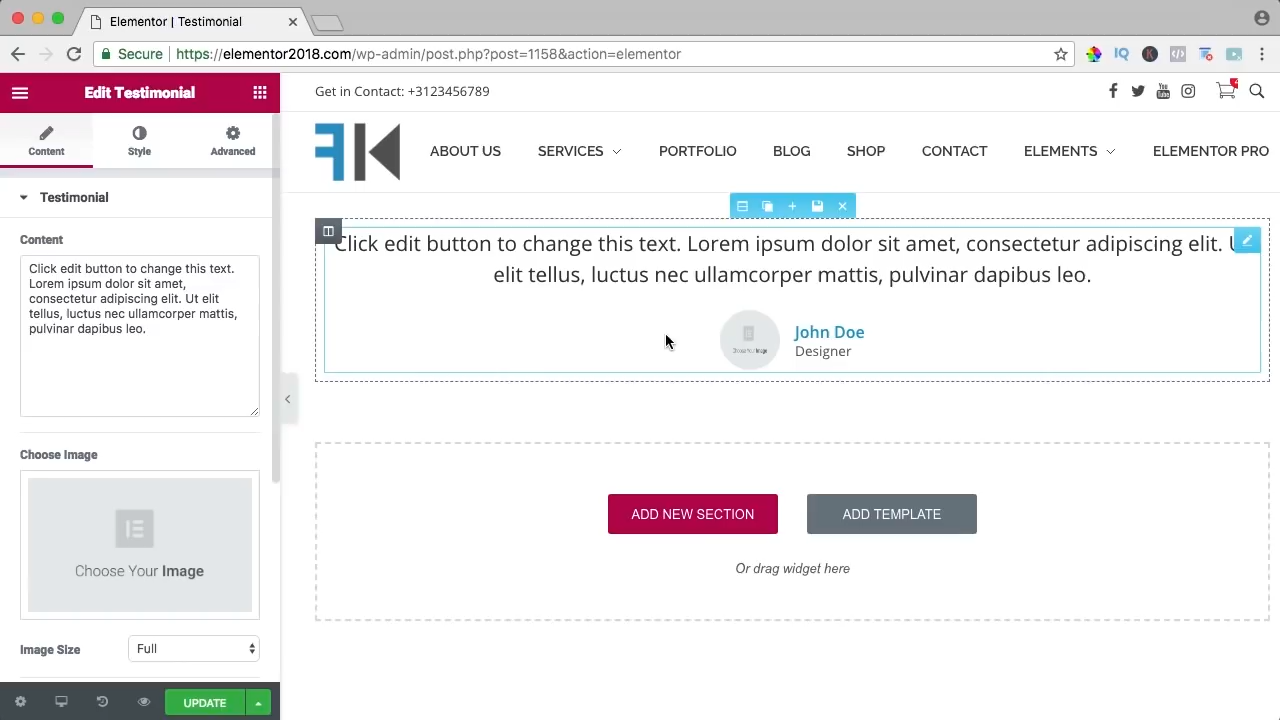 Elementor | Testimonial
Secure | https://elementor2018.com/wp-admin/post.php?post=1158&action=elementor
Edit Testimonial
Content
Style
Advanced
Testimonial
Content
Click edit button to change this text.
Lorem ipsum dolor sit amet,
consectetur adipiscing elit. Ut elit
tellus, luctus nec ullamcorper mattis,
pulvinar dapibus leo.
Choose Image
Choose Your Image
Image Size
Full
UPDATE
Get in Contact: +3123456789
FK
ABOUT US
SERVICES
PORTFOLIO
BLOG
SHOP
CONTACT
ELEMENTS
ELEMENTOR PRO
Click edit button to change this text. Lorem ipsum dolor sit amet, consectetur adipiscing elit.
elit tellus, luctus nec ullamcorper mattis, pulvinar dapibus leo.
Choose Your Image
John Doe
Designer
ADD NEW SECTION
ADD TEMPLATE
Or drag widget here